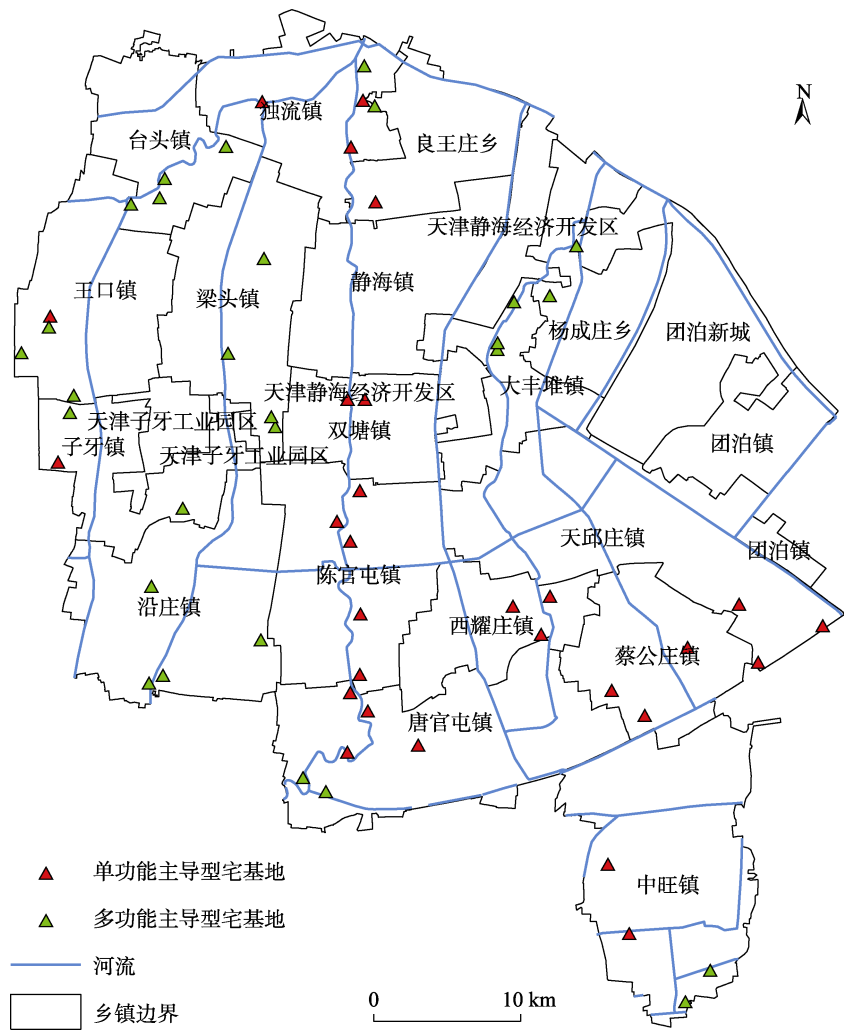 N
独流镇
台头镇
良王庄乡
天津静海经济开发区
静海镇
王口镇
梁头镇
杨成庄乡
团泊新城
大丰堆镇
天津静海经济开发区
天津子牙工业园区
双塘镇
子牙镇
团泊镇
天津子牙工业园区
天邱庄镇
团泊镇
陈官屯镇
沿庄镇
西耀庄镇
蔡公庄镇
唐官屯镇
单功能主导型宅基地
中旺镇
多功能主导型宅基地
河流
乡镇边界
0
10 km